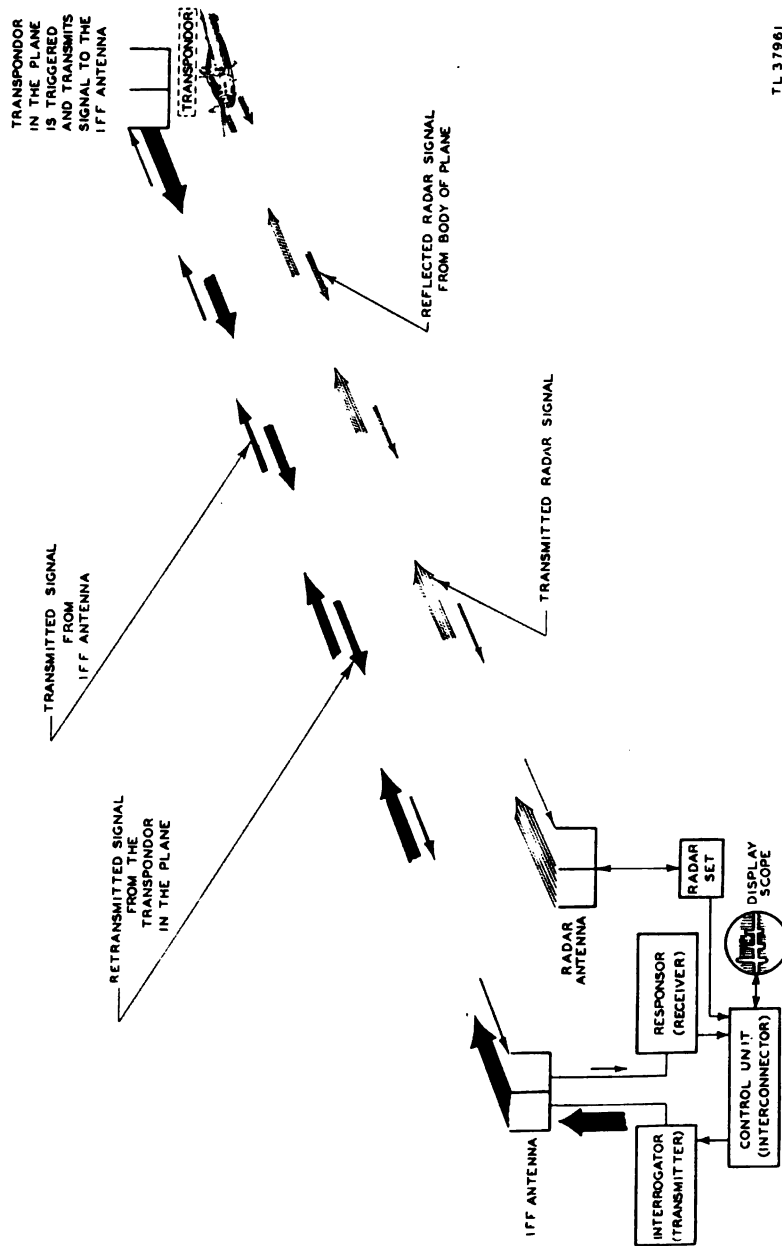 TRANSPONDOR
IN THE PLANE
IS TRIGGERED
AND TRANSMITS
SIGNAL TO THE
IFF ANTENNA
TRANSPONDOR
TRANSMITTED SIGNAL
FROM
IFF ANTENNA
REFLECTED RADAR SIGNAL
FROM BODY OF PLANE
RETRANSMITTED SIGNAL
FROM THE
TRANSPONDOR
IN THE PLANE
TRANSMITTED RADAR SIGNAL
IFF ANTENNA
RADAR
ANTENNA
INTERROGATOR
(TRANSMITTER)
RESPONSOR
(RECEIVER)
RADAR
SET
CONTROL UNIT
(INTERCONNECTOR)
DISPLAY
SCOPE
TL 37961